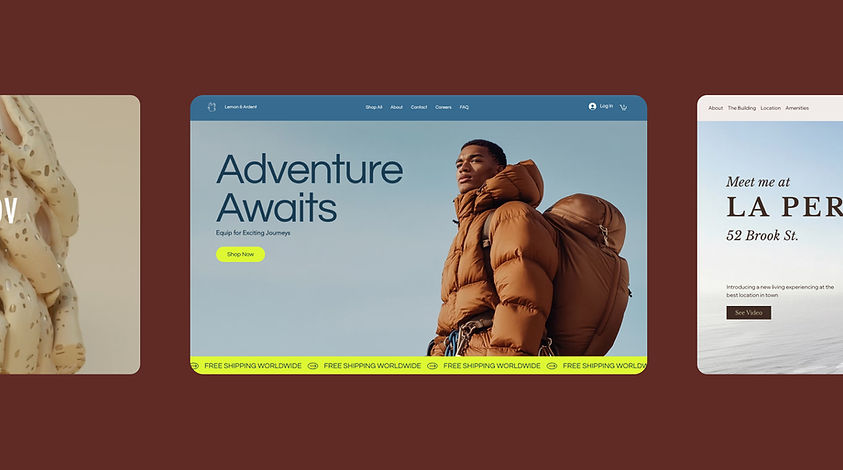 OV
Lemon & Ardent
Shop All About Contact Careers FAQ
Log In
Adventure
Awaits
Equip for Exciting Journeys
Shop Now
FREE SHIPPING WORLDWIDE FREE SHIPPING WORLDWIDE FREE SHIPPING WORLDWIDE FREE SHIPPING WORLDW
About The Building Location Amenities
Meet me at
LA PER
52 Brook St.
Introducing a new living experiencing at the
best location in town
See Video